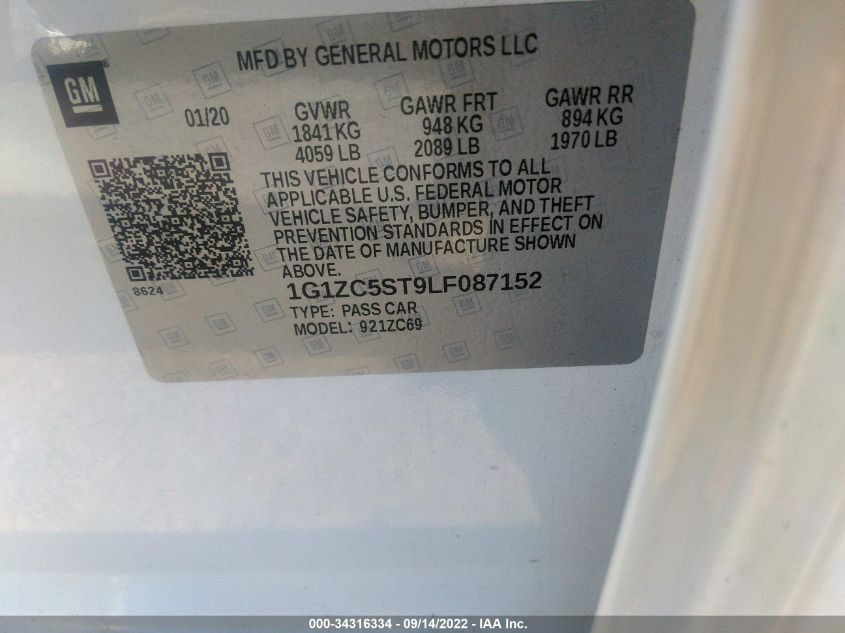 MFD BY GENERAL MOTORS LLC
GM
01/20
GVWR
1841 KG
4059 LB
GAWR FRT
948 KG
2089 LB
GAWR RR
894 KG
1970 LB
THIS VEHICLE CONFORMS TO ALL
APPLICABLE U.S. FEDERAL MOTOR
VEHICLE SAFETY, BUMPER, AND THEFT
PREVENTION STANDARDS IN EFFECT ON
THE DATE OF MANUFACTURE SHOWN
ABOVE.
8624
1G1ZC5ST9LF087152
TYPE: PASS CAR
MODEL: 921ZC69
000-34316334 - 09/14/2022 - IAA Inc.